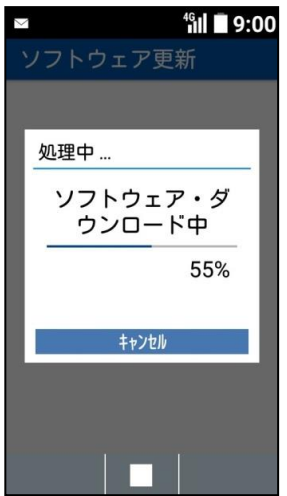 4G 9:00
ソフトウェア更新
処理中 ...
ソフトウェア・ダ
ウンロード中
55%
ｷｬﾝｾﾙ